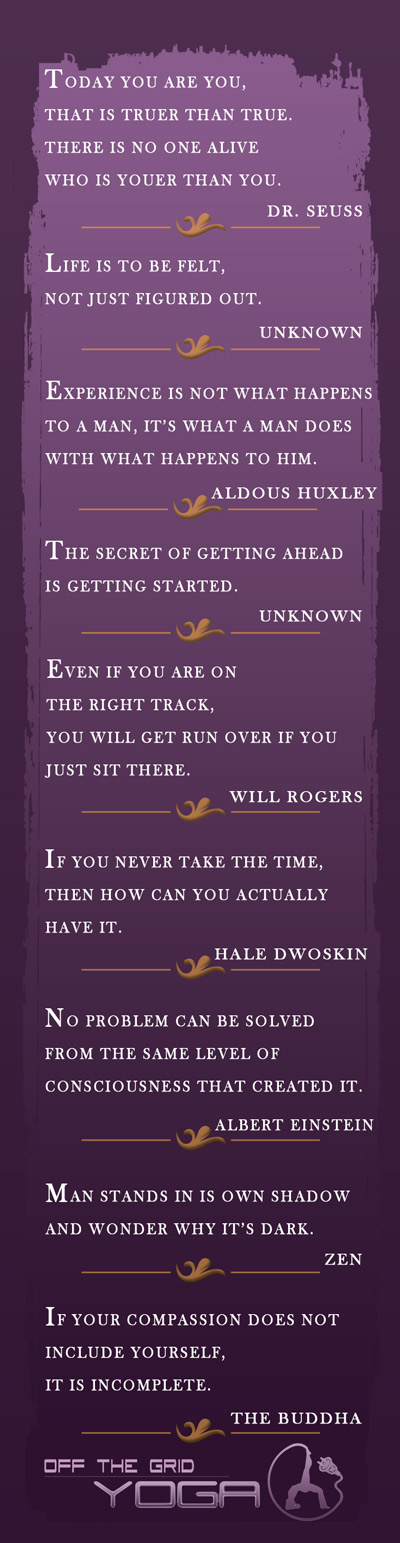 Today you are you,
that is truer than true.
There is no one alive
who is youer than you.
Dr. Seuss
Life is to be felt,
not just figured out.
Unknown
Experience is not what happens
to a man, it's what a man does
with what happens to him.
Aldous Huxley
The secret of getting ahead
is getting started.
Unknown
Even if you are on
the right track,
you will get run over if you
just sit there.
Will Rogers
If you never take the time,
then how can you actually
have it.
Hale Dwoskin
No problem can be solved
from the same level of
consciousness that created it.
Albert Einstein
Man stands in is own shadow
and wonder why it's dark.
Zen
If your compassion does not
include yourself,
it is incomplete.
The Buddha
OFF THE GRID
YOGA